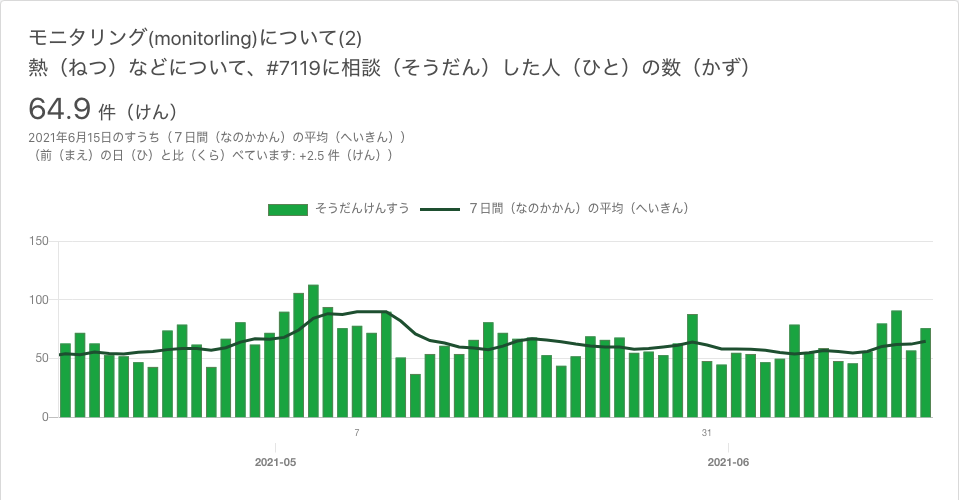 モニタリング(monitorling)について(2)
熱（ねつ）などについて、#7119に相談（そうだん）した人（ひと）の数（かず）
64.9 件（けん）
2021年6月15日のすうち（７日間（なのかかん）の平均（へいきん））
（前（まえ）の日（ひ）と比（くら）べています: +2.5 件（けん））
そうだんけんすう ７日間（なのかかん）の平均（へいきん）
150
100
50
0
7 31
2021-05 2021-06